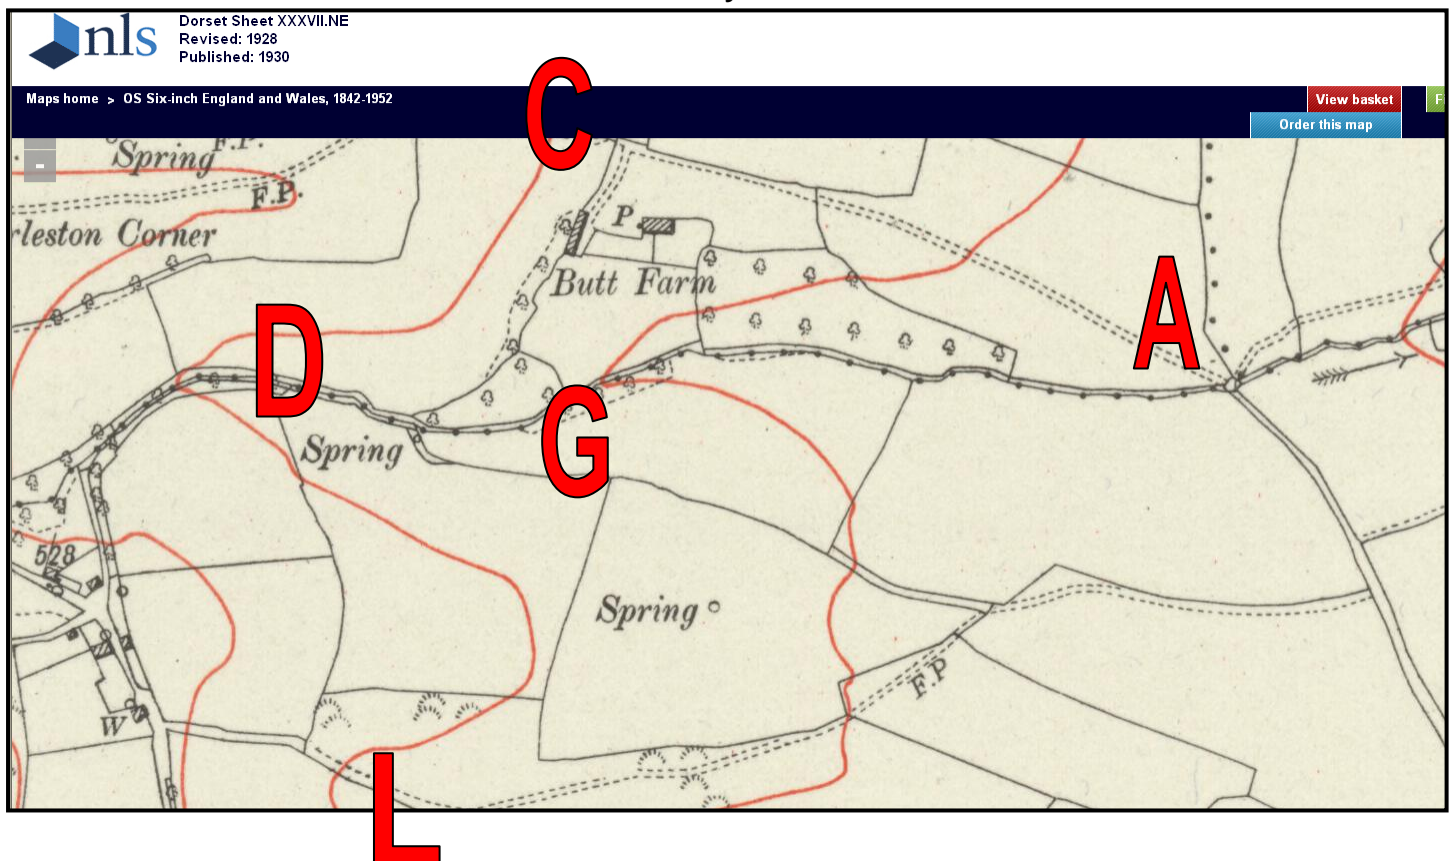 Dorset Sheet XXXVII.NE
nls
Revised: 1928
Published: 1930
Maps home > OS Six-inch England and Wales, 1842-1952
View basket
F
Order this map
C
-
Spring
F.P.
F.P.
P
rleston Corner
Butt Farm
A
D
G
Spring
528
Spring
F.P
W
L